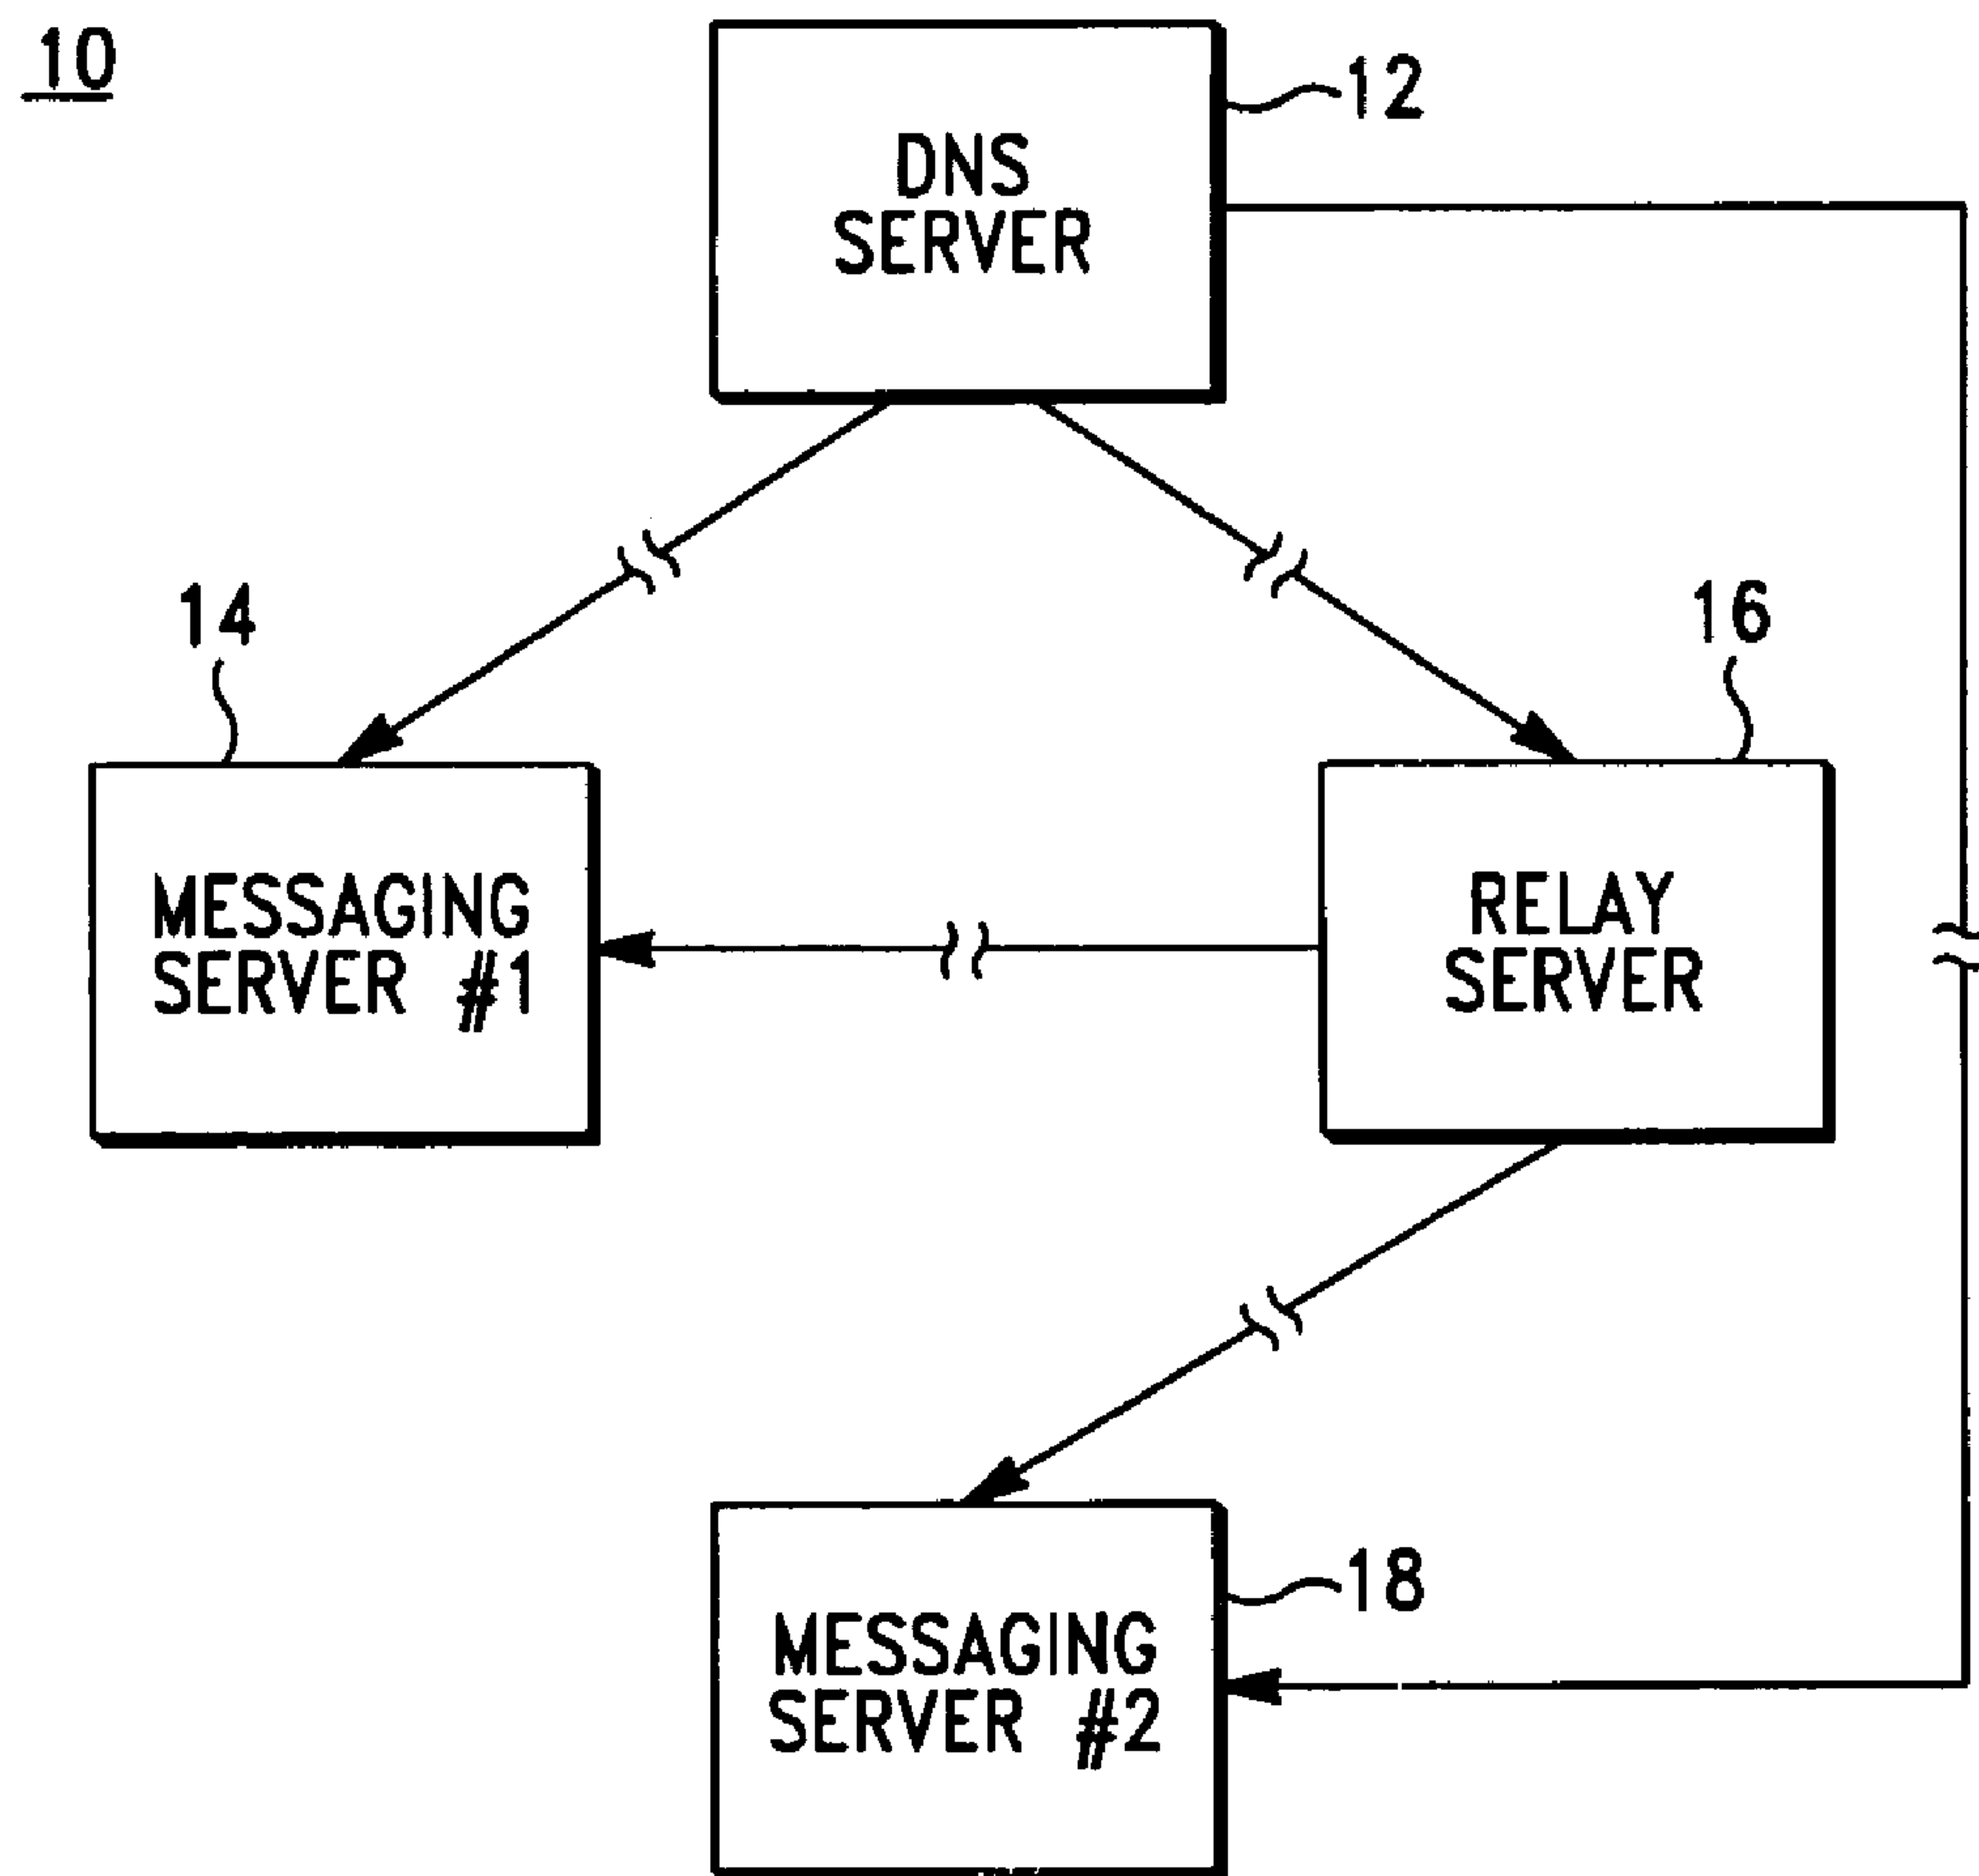 10
12
DNS
SERVER
14
16
MESSAGING
SERVER #1
RELAY
SERVER
18
MESSAGING
SERVER #2